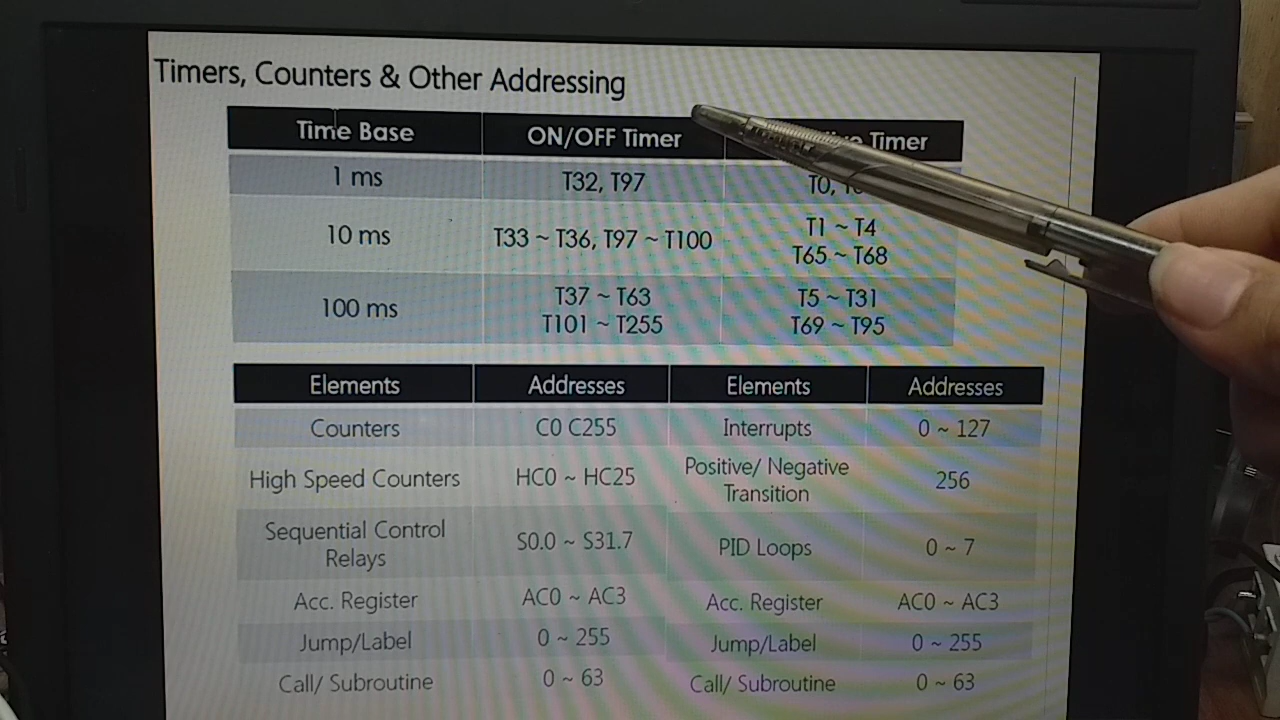 Timers, Counters & Other Addressing
Time Base ON/OFF Timer Timer
1 ms T32, T97 T0,
10 ms T33 ~ T36, T97 ~ T100 T1 ~ T4
T65 ~ T68
100 ms T37 ~ T63 T5 ~ T31
T101 ~ T255 T69 ~ T95
Elements Addresses Elements Addresses
Counters C0 C255 Interrupts 0 ~ 127
High Speed Counters HC0 ~ HC25 Positive/ Negative
Transition 256
Sequential Control
Relays S0.0 ~ S31.7 PID Loops 0 ~ 7
Acc. Register AC0 ~ AC3 Acc. Register AC0 ~ AC3
Jump/Label 0 ~ 255 Jump/Label 0 ~ 255
Call/ Subroutine 0 ~ 63 Call/ Subroutine 0 ~ 63